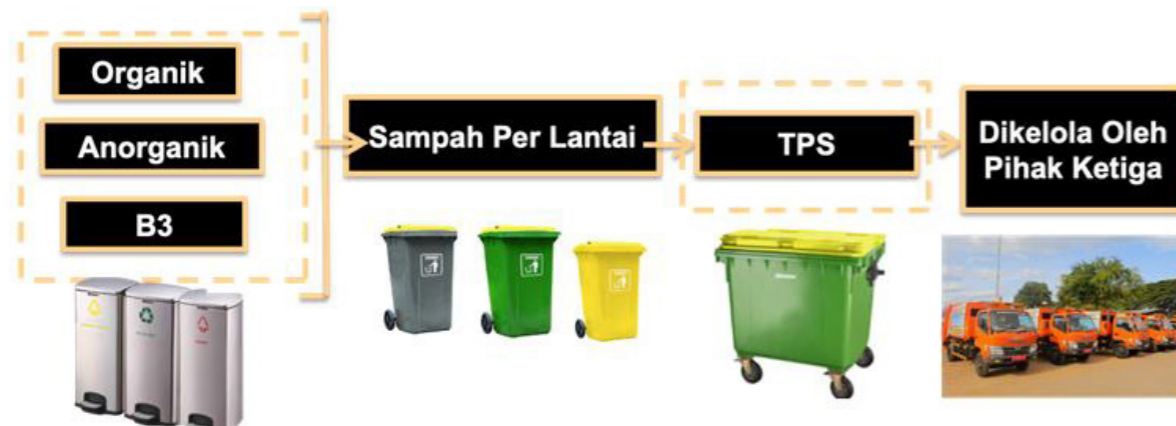 Organik
Anorganik
B3
Sampah Per Lantai
TPS
Dikelola Oleh
Pihak Ketiga